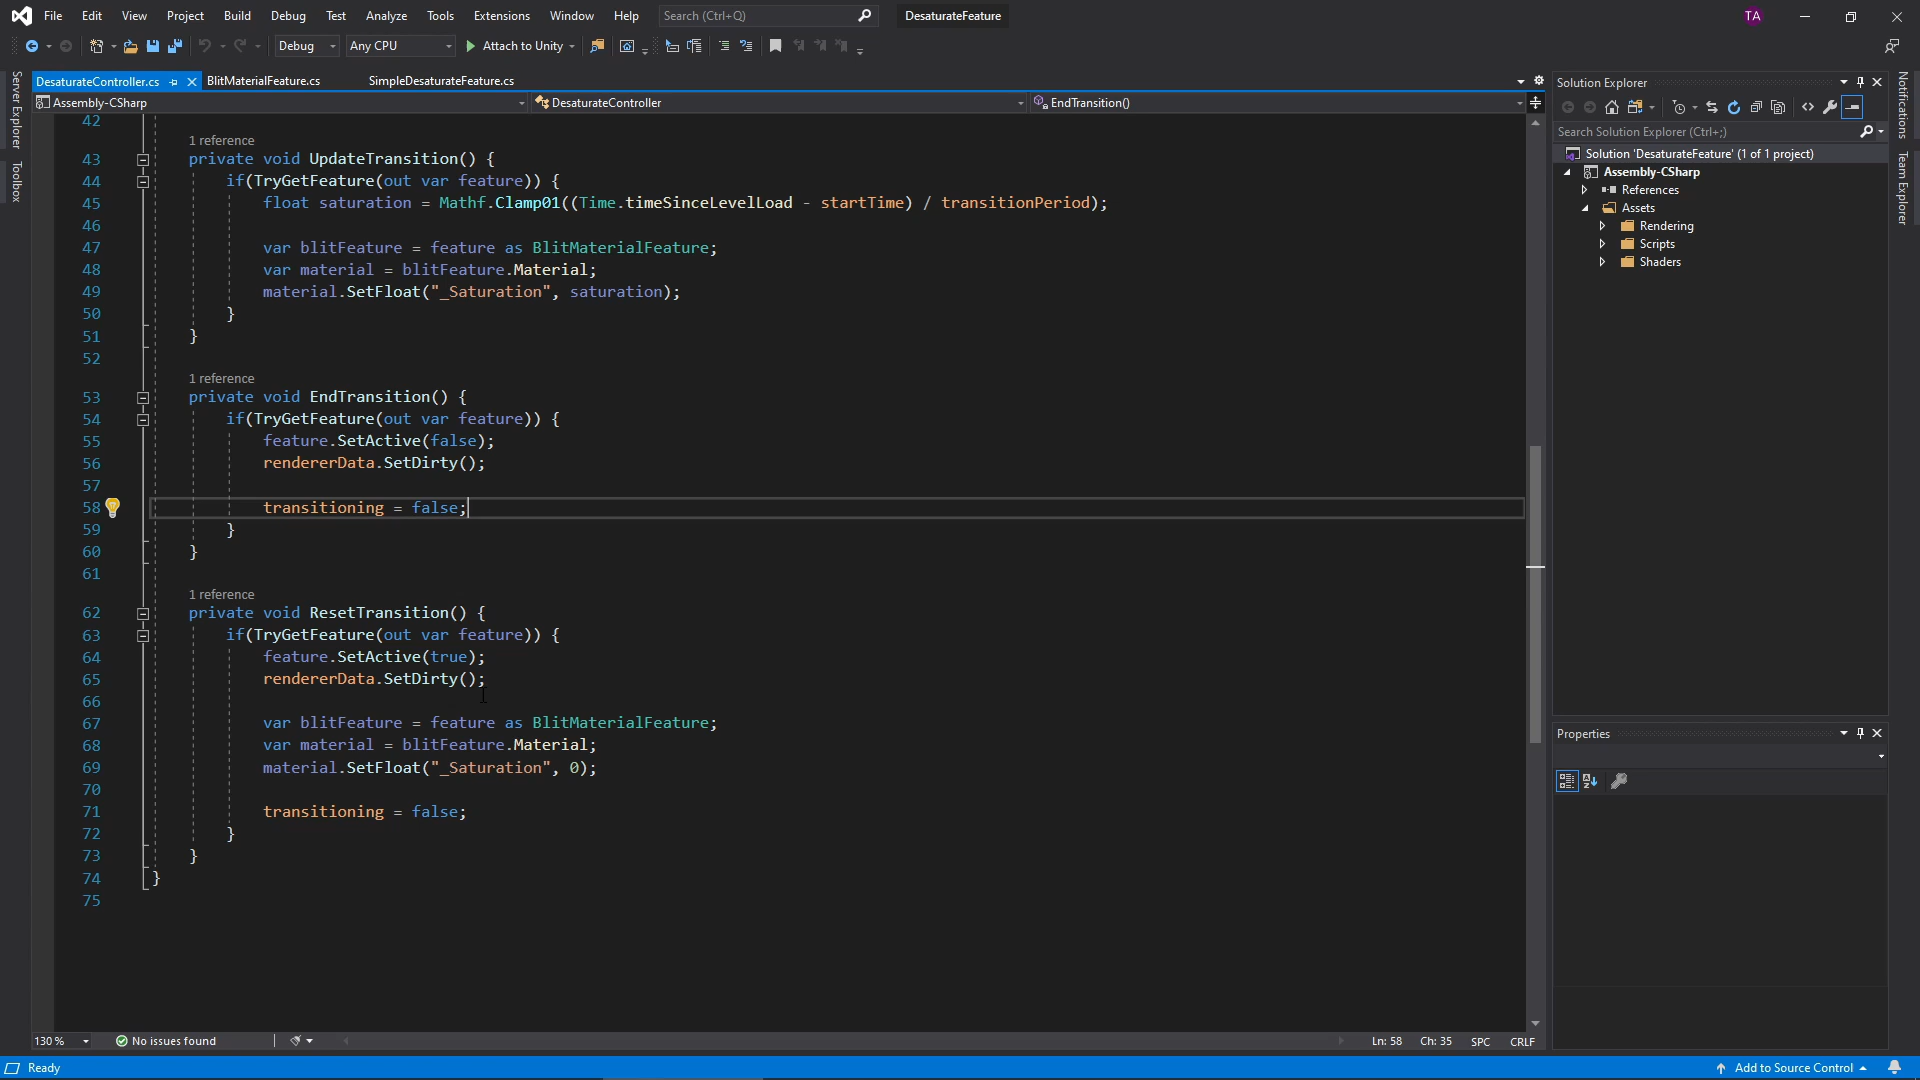 File Edit View Project Build Debug Test Analyze Tools Extensions Window Help Search (Ctrl+Q) DesaturateFeature TA
Debug Any CPU Attach to Unity
DesaturateController.cs BlitMaterialFeature.cs SimpleDesaturateFeature.cs
Assembly-CSharp DesaturateController EndTransition()
Server Explorer
Toolbox
42
1 reference
43 private void UpdateTransition() {
44 if(TryGetFeature(out var feature)) {
45 float saturation = Mathf.Clamp01((Time.timeSinceLevelLoad - startTime) / transitionPeriod);
46
47 var blitFeature = feature as BlitMaterialFeature;
48 var material = blitFeature.Material;
49 material.SetFloat("_Saturation", saturation);
50 }
51 }
52
1 reference
53 private void EndTransition() {
54 if(TryGetFeature(out var feature)) {
55 feature.SetActive(false);
56 rendererData.SetDirty();
57
58 transitioning = false;
59 }
60 }
61
1 reference
62 private void ResetTransition() {
63 if(TryGetFeature(out var feature)) {
64 feature.SetActive(true);
65 rendererData.SetDirty();
66
67 var blitFeature = feature as BlitMaterialFeature;
68 var material = blitFeature.Material;
69 material.SetFloat("_Saturation", 0);
70
71 transitioning = false;
72 }
73 }
74 }
75
130 % No issues found Ln: 58 Ch: 35 SPC CRLF
Solution Explorer
Search Solution Explorer (Ctrl+;)
Solution 'DesaturateFeature' (1 of 1 project)
Assembly-CSharp
References
Assets
Rendering
Scripts
Shaders
Properties
Notifications
Team Explorer
Ready Add to Source Control